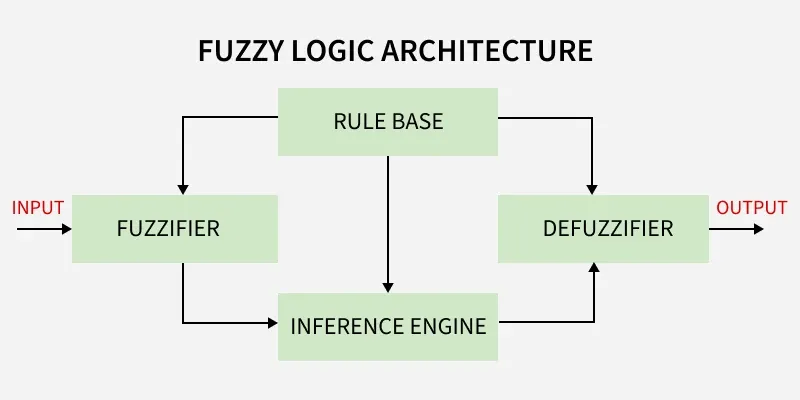 FUZZY LOGIC ARCHITECTURE
RULE BASE
INPUT
FUZZIFIER
DEFUZZIFIER
OUTPUT
INFERENCE ENGINE